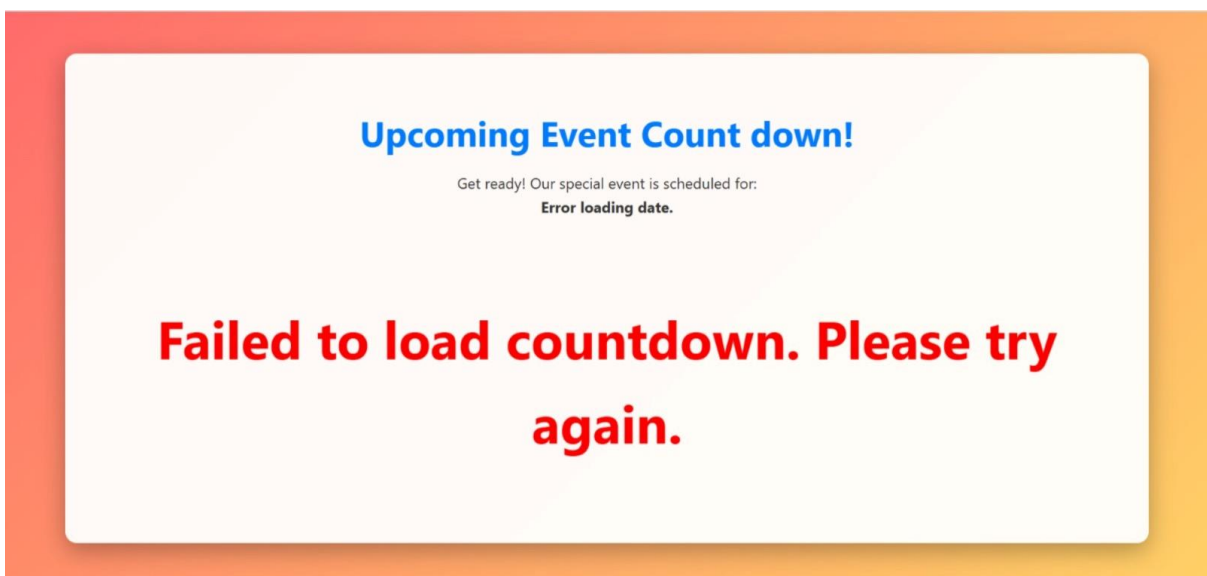 Upcoming Event Count down!
Get ready! Our special event is scheduled for:
Error loading date.
Failed to load countdown. Please try
again.